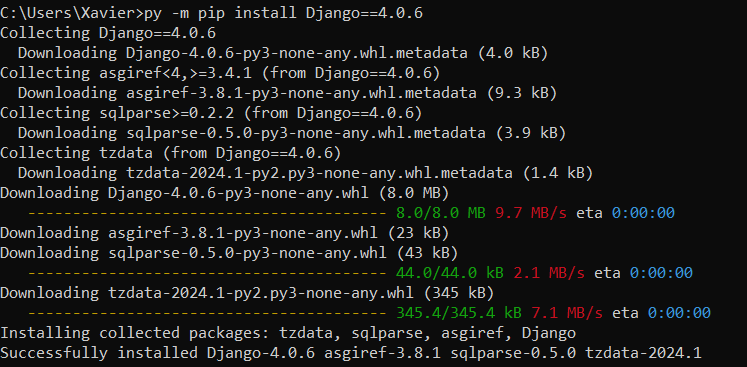 C:\Users\Xavier>py -m pip install Django==4.0.6
Collecting Django==4.0.6
  Downloading Django-4.0.6-py3-none-any.whl.metadata (4.0 kB)
Collecting asgiref<4,>=3.4.1 (from Django==4.0.6)
  Downloading asgiref-3.8.1-py3-none-any.whl.metadata (9.3 kB)
Collecting sqlparse>=0.2.2 (from Django==4.0.6)
  Downloading sqlparse-0.5.0-py3-none-any.whl.metadata (3.9 kB)
Collecting tzdata (from Django==4.0.6)
  Downloading tzdata-2024.1-py2.py3-none-any.whl.metadata (1.4 kB)
Downloading Django-4.0.6-py3-none-any.whl (8.0 MB)
   ---------------------------------------- 8.0/8.0 MB 9.7 MB/s eta 0:00:00
Downloading asgiref-3.8.1-py3-none-any.whl (23 kB)
Downloading sqlparse-0.5.0-py3-none-any.whl (43 kB)
   ---------------------------------------- 44.0/44.0 kB 2.1 MB/s eta 0:00:00
Downloading tzdata-2024.1-py2.py3-none-any.whl (345 kB)
   ---------------------------------------- 345.4/345.4 kB 7.1 MB/s eta 0:00:00
Installing collected packages: tzdata, sqlparse, asgiref, Django
Successfully installed Django-4.0.6 asgiref-3.8.1 sqlparse-0.5.0 tzdata-2024.1